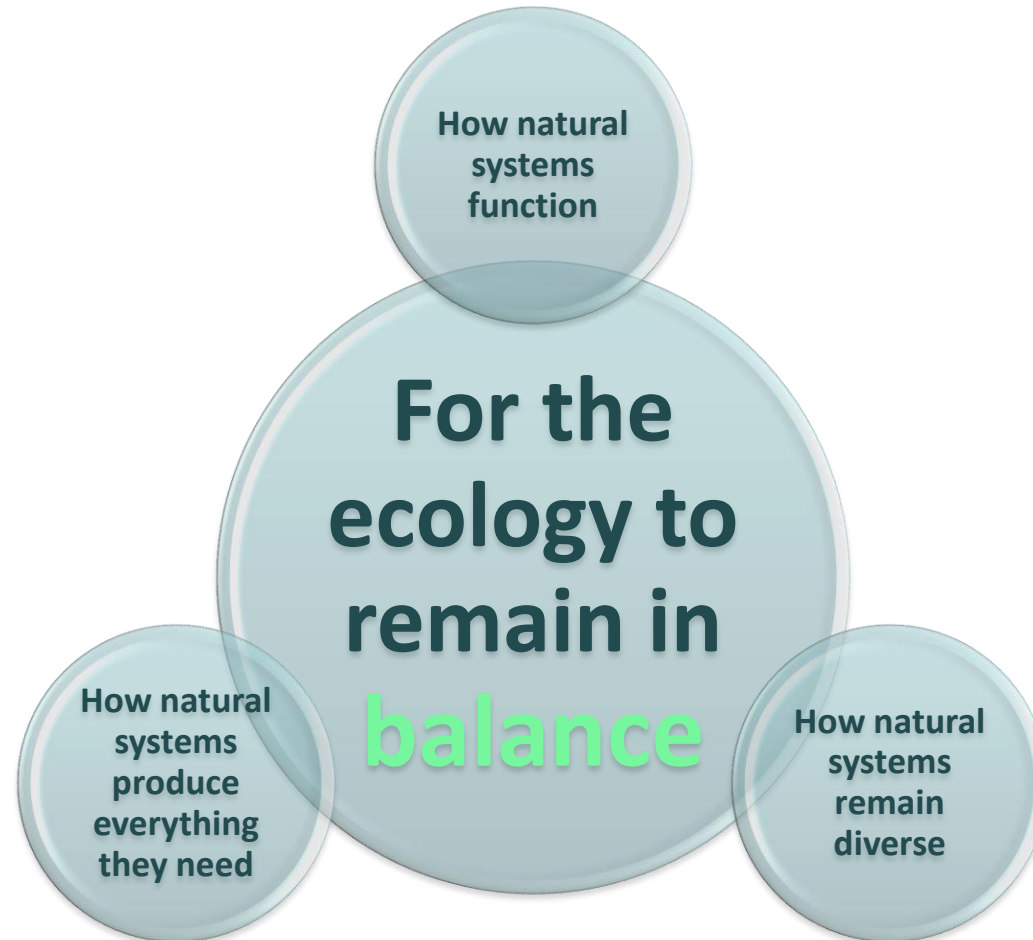 How natural
systems
function
For the
ecology to
remain in
balance
How natural
systems
produce
everything
they need
How natural
systems
remain
diverse